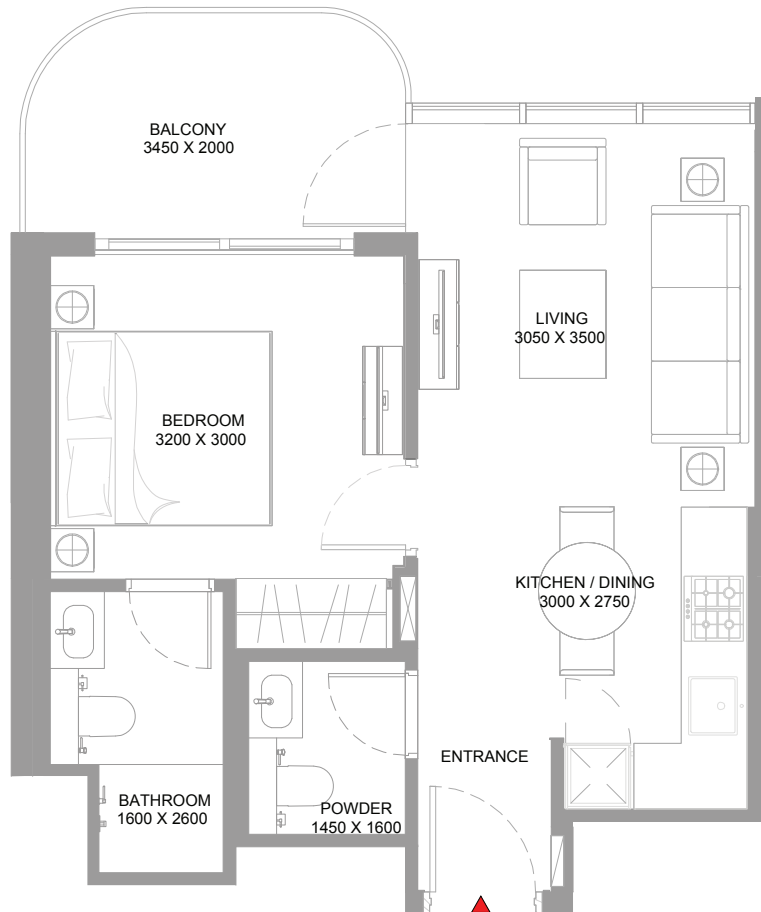 BALCONY
3450 X 2000
LIVING
3050 X 3500
BEDROOM
3200 X 3000
KITCHEN / DINING
3000 X 2750
ENTRANCE
BATHROOM
1600 X 2600
POWDER
1450 X 1600